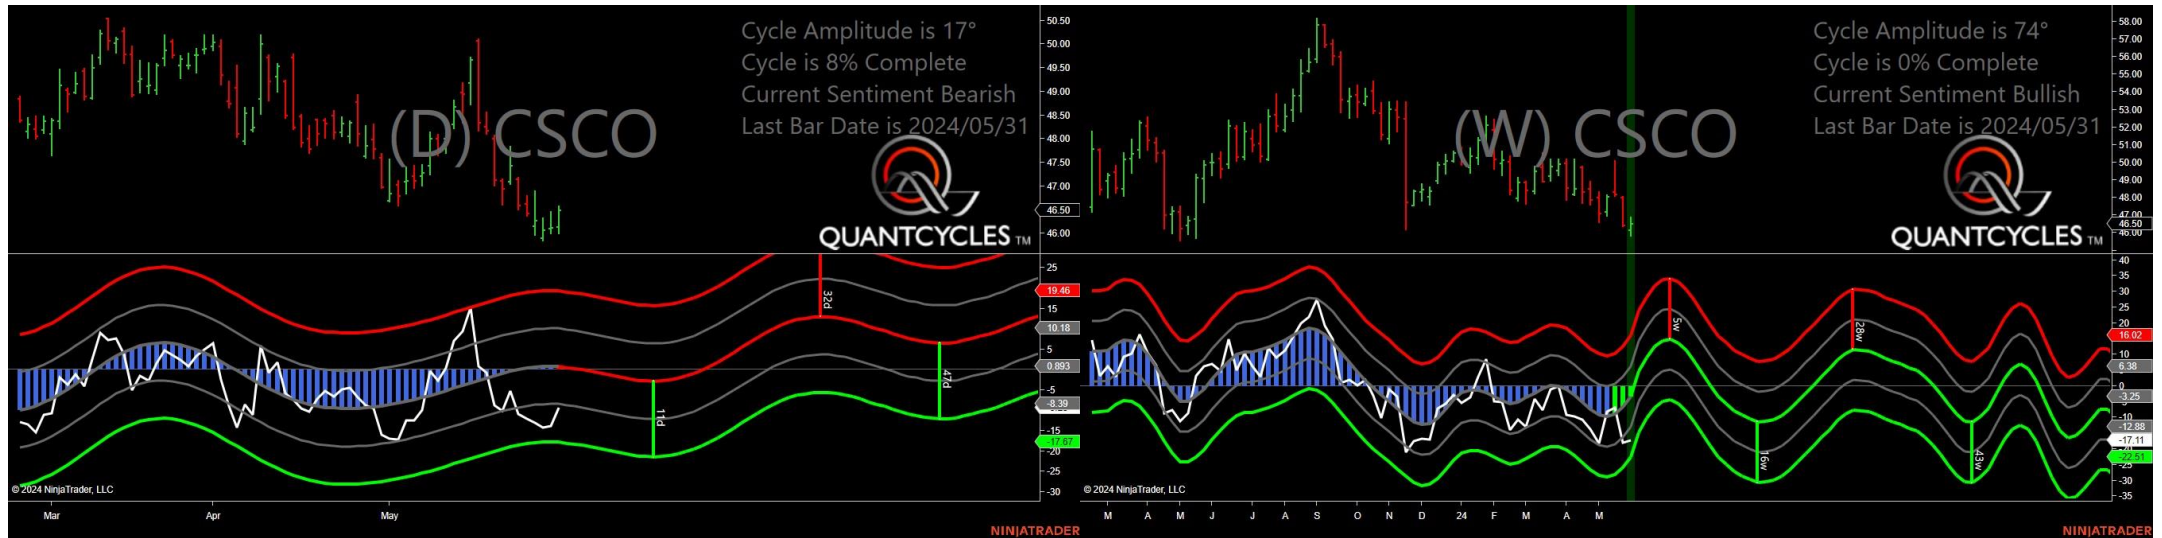 Cycle Amplitude is 17°
Cycle is 8% Complete
Current Sentiment Bearish
Last Bar Date is 2024/05/31
(D) CSCO
QUANTCYCLES TM
50.50
50.00
49.50
49.00
48.50
48.00
47.50
47.00
46.50
46.00
25
19.46
15
10.18
5
0.893
-5
-8.39
-15
-17.67
-20
-25
-30
32d
11d
47d
© 2024 NinjaTrader, LLC
Mar Apr May
NINJATRADER
Cycle Amplitude is 74°
Cycle is 0% Complete
Current Sentiment Bullish
Last Bar Date is 2024/05/31
(W) CSCO
QUANTCYCLES TM
58.00
57.00
56.00
55.00
54.00
53.00
52.00
51.00
50.00
49.00
48.00
47.00
46.50
46.00
40
35
30
25
20
16.02
10
6.38
0
-3.25
-10
-12.88
-17.11
-22.51
-25
-30
-35
5w
28w
16w
43w
© 2024 NinjaTrader, LLC
M A M J J A S O N D 24 F M A M
NINJATRADER